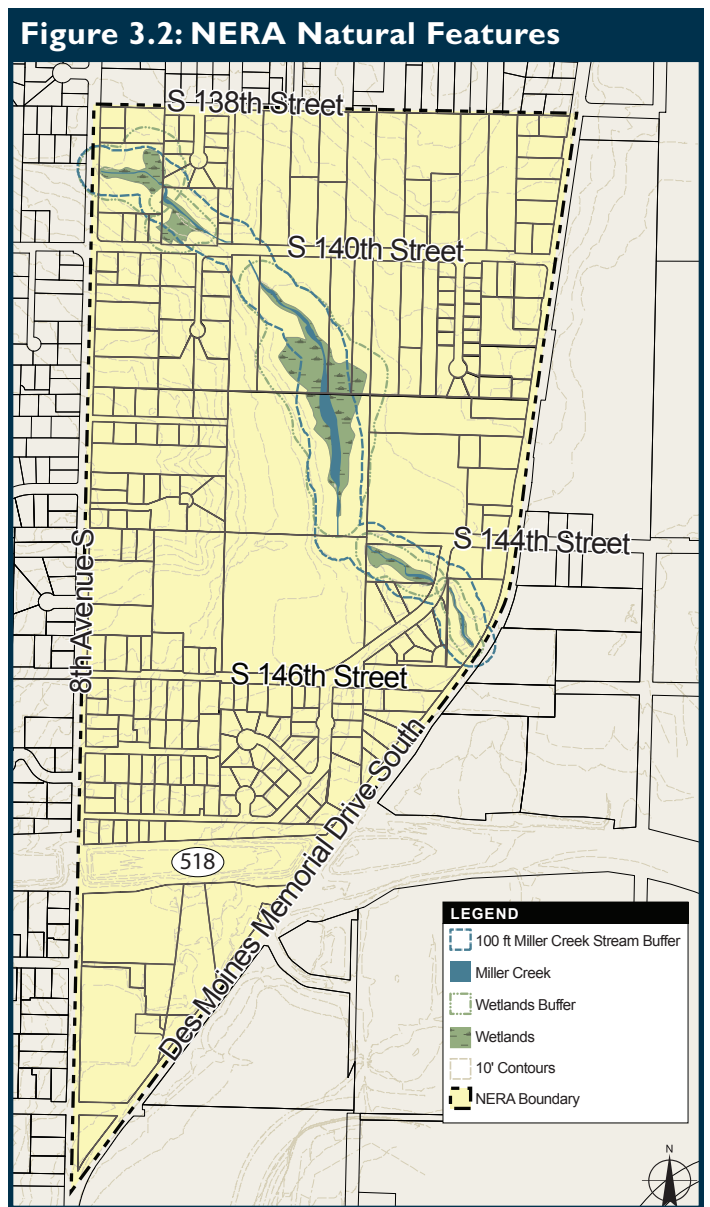 Figure 3.2: NERA Natural Features
S 138th Street
S 140th Street
S 144th Street
8th Avenue S
S 146th Street
518
Des Moines Memorial Drive South
LEGEND
100 ft Miller Creek Stream Buffer
Miller Creek
Wetlands Buffer
Wetlands
10' Contours
NERA Boundary
N